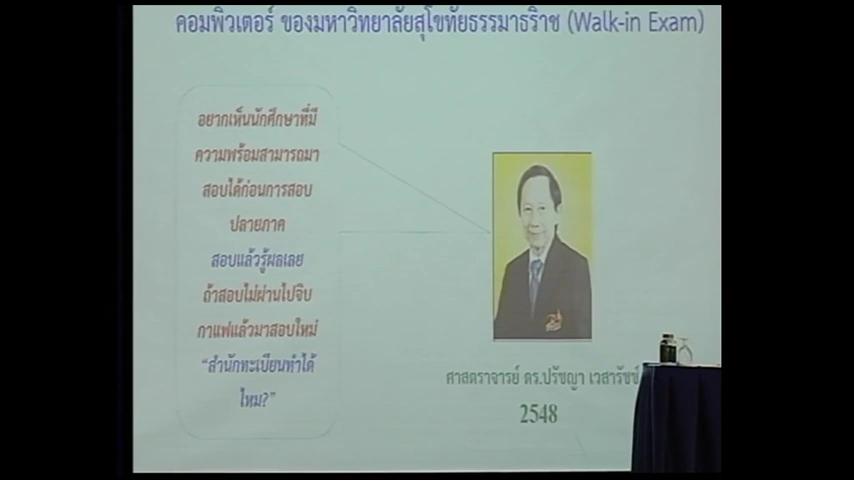 คอมพิวเตอร์ ของมหาวิทยาลัยสุโขทัยธรรมาธิราช (Walk-in Exam)
อยากเห็นนักศึกษาที่มี
ความพร้อมสามารถมา
สอบได้ก่อนการสอบ
ปลายภาค
สอบแล้วรู้ผลเลย
ถ้าสอบไม่ผ่านไปจิบ
กาแฟแล้วมาสอบใหม่
“สำนักทะเบียนทำได้
ไหม?”
ศาสตราจารย์ ดร.ปรัชญา เวสารัชช์
2548